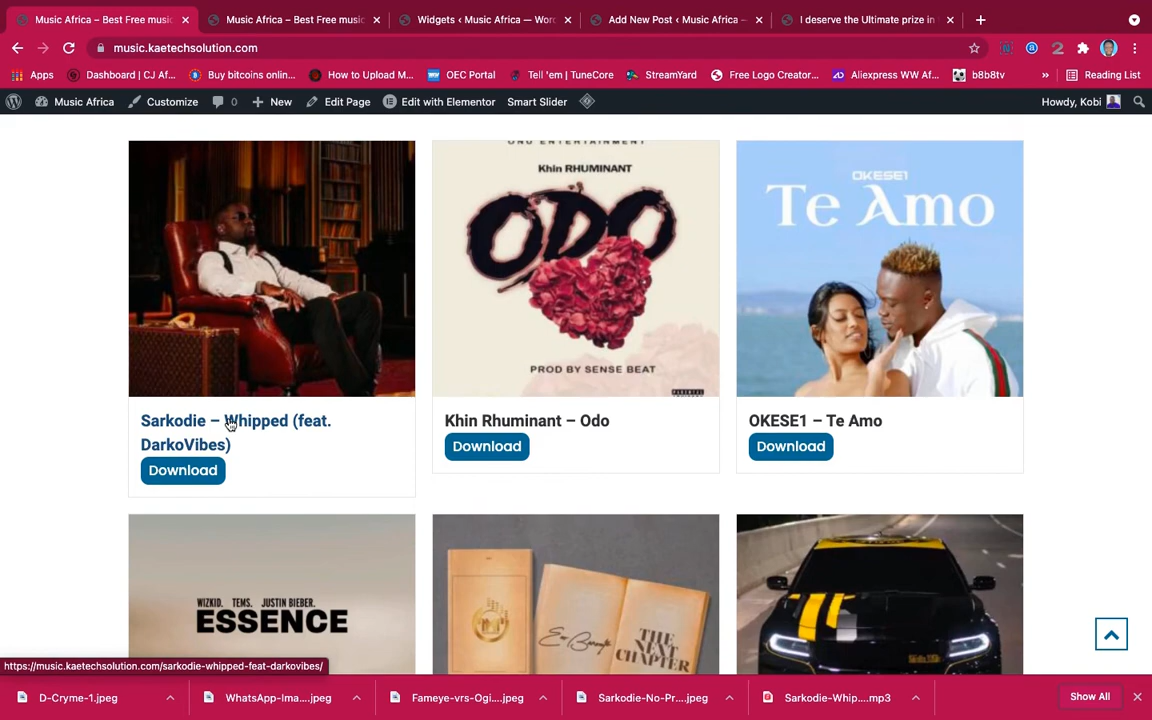 Music Africa – Best Free music
Music Africa – Best Free music
Widgets ‹ Music Africa — Wor
Add New Post ‹ Music Africa –
I deserve the Ultimate prize in
music.kaetechsolution.com
Apps
Dashboard | CJ Af...
Buy bitcoins onlin...
How to Upload M...
OEC Portal
Tell 'em | TuneCore
StreamYard
Free Logo Creator...
Aliexpress WW Af...
b8b8tv
»
Reading List
Music Africa
Customize
0
New
Edit Page
Edit with Elementor
Smart Slider
Howdy, Kobi
ONO ENTERTAINMENT
Khin RHUMINANT
ODO
PROD BY SENSE BEAT
OKESE1
Te Amo
Sarkodie – Whipped (feat.
DarkoVibes)
Download
Khin Rhuminant – Odo
Download
OKESE1 – Te Amo
Download
WIZKID. TEMS. JUSTIN BIEBER.
ESSENCE
THE
NEXT
CHAPTER
https://music.kaetechsolution.com/sarkodie-whipped-feat-darkovibes/
D-Cryme-1.jpeg
WhatsApp-Ima....jpeg
Fameye-vrs-Ogi....jpeg
Sarkodie-No-Pr....jpeg
Sarkodie-Whip....mp3
Show All